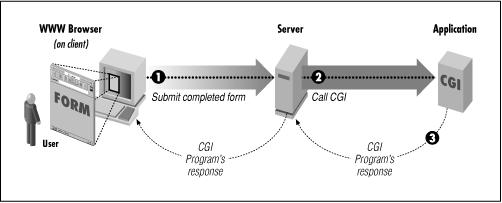 WWW Browser
(on client)
Server
Application
FORM
User
1
Submit completed form
2
Call CGI
CGI
3
CGI
Program's
response
CGI
Program's
response